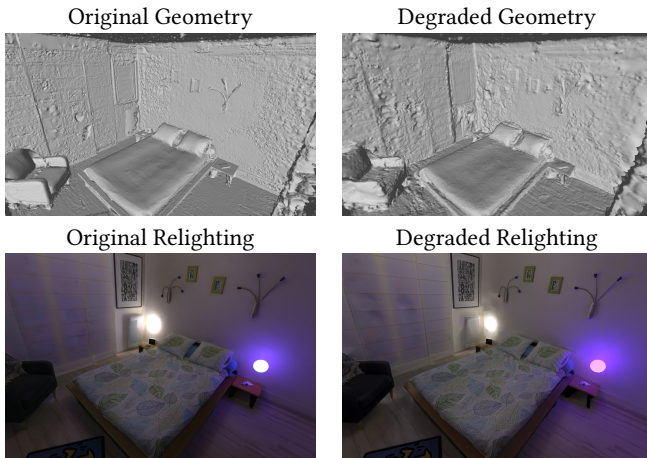 Original Geometry
Degraded Geometry
Original Relighting
Degraded Relighting